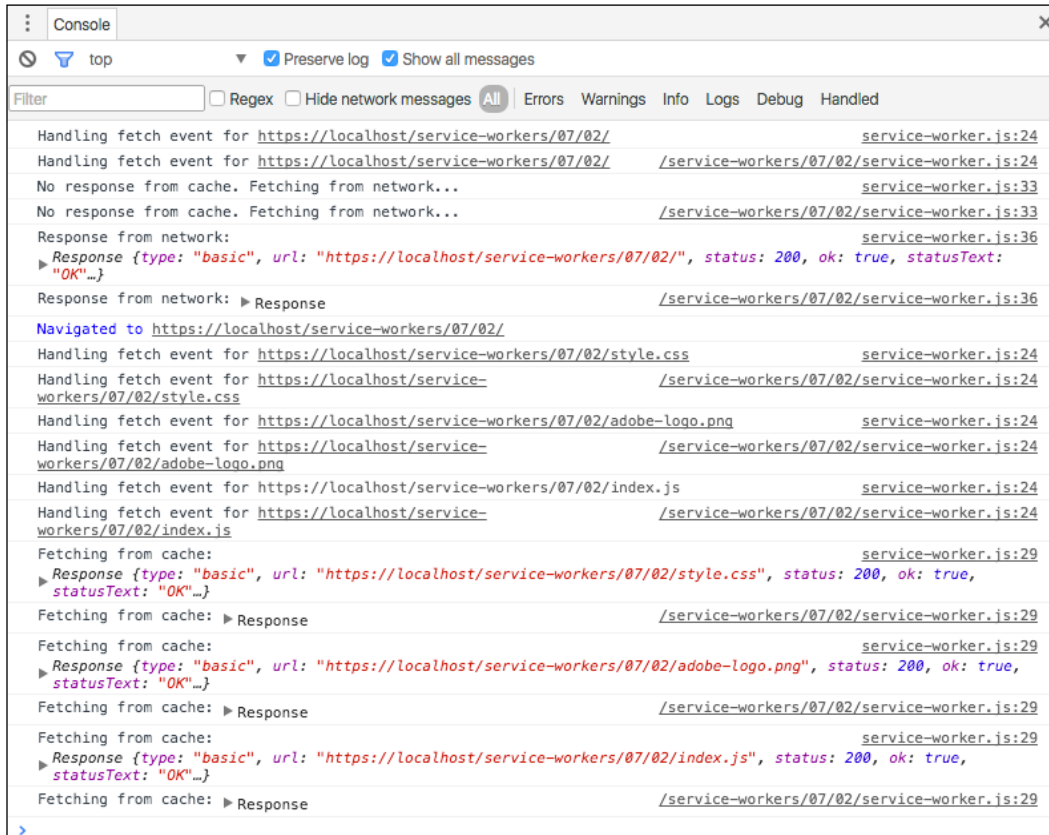 Console
top ▼ Preserve log Show all messages
Filter Regex Hide network messages All Errors Warnings Info Logs Debug Handled
Handling fetch event for https://localhost/service-workers/07/02/ service-worker.js:24
Handling fetch event for https://localhost/service-workers/07/02/ /service-workers/07/02/service-worker.js:24
No response from cache. Fetching from network... service-worker.js:33
No response from cache. Fetching from network... /service-workers/07/02/service-worker.js:33
Response from network: service-worker.js:36
▶ Response {type: "basic", url: "https://localhost/service-workers/07/02/", status: 200, ok: true, statusText:
"OK"…}
Response from network: ▶ Response /service-workers/07/02/service-worker.js:36
Navigated to https://localhost/service-workers/07/02/
Handling fetch event for https://localhost/service-workers/07/02/style.css service-worker.js:24
Handling fetch event for https://localhost/service- /service-workers/07/02/service-worker.js:24
workers/07/02/style.css
Handling fetch event for https://localhost/service-workers/07/02/adobe-logo.png service-worker.js:24
Handling fetch event for https://localhost/service- /service-workers/07/02/service-worker.js:24
workers/07/02/adobe-logo.png
Handling fetch event for https://localhost/service-workers/07/02/index.js service-worker.js:24
Handling fetch event for https://localhost/service- /service-workers/07/02/service-worker.js:24
workers/07/02/index.js
Fetching from cache: service-worker.js:29
▶ Response {type: "basic", url: "https://localhost/service-workers/07/02/style.css", status: 200, ok: true,
statusText: "OK"…}
Fetching from cache: ▶ Response /service-workers/07/02/service-worker.js:29
Fetching from cache: service-worker.js:29
▶ Response {type: "basic", url: "https://localhost/service-workers/07/02/adobe-logo.png", status: 200, ok: true,
statusText: "OK"…}
Fetching from cache: ▶ Response /service-workers/07/02/service-worker.js:29
Fetching from cache: service-worker.js:29
▶ Response {type: "basic", url: "https://localhost/service-workers/07/02/index.js", status: 200, ok: true,
statusText: "OK"…}
Fetching from cache: ▶ Response /service-workers/07/02/service-worker.js:29